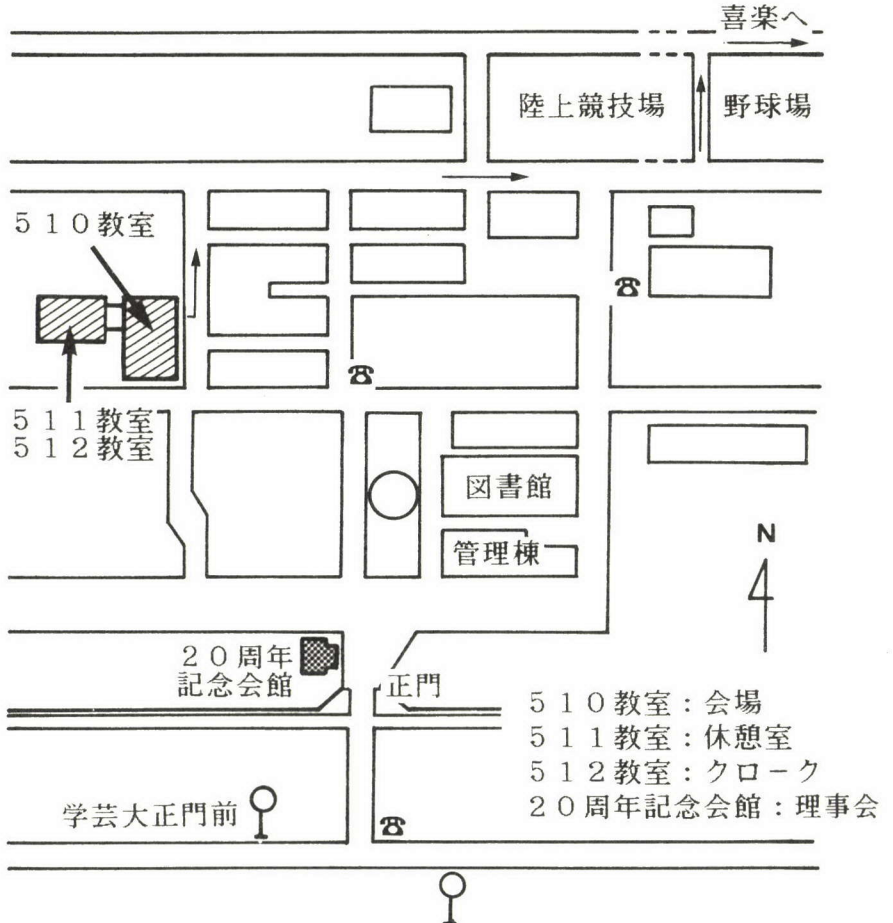 喜楽へ
陸上競技場
野球場
５１０教室
５１１教室
５１２教室
図書館
管理棟
N
２０周年
記念会館
正門
５１０教室：会場
５１１教室：休憩室
５１２教室：クローク
２０周年記念会館：理事会
学芸大正門前